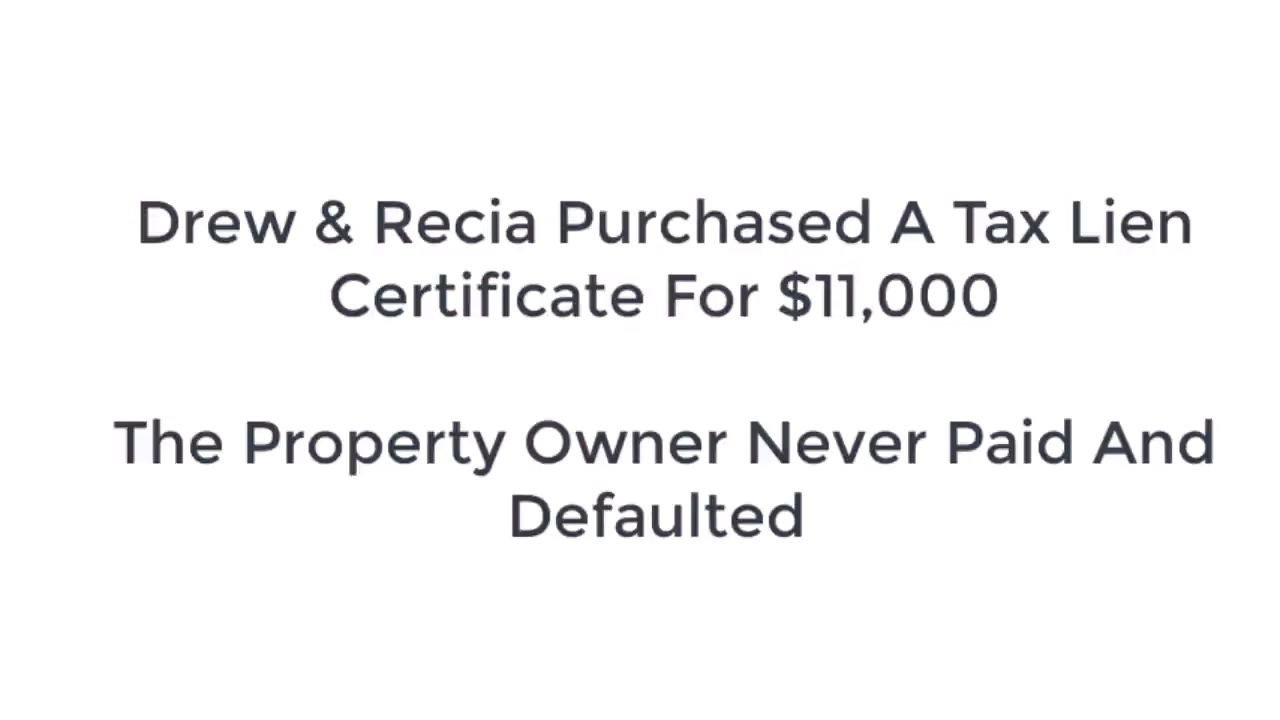 Drew & Recia Purchased A Tax Lien
Certificate For $11,000
The Property Owner Never Paid And
Defaulted